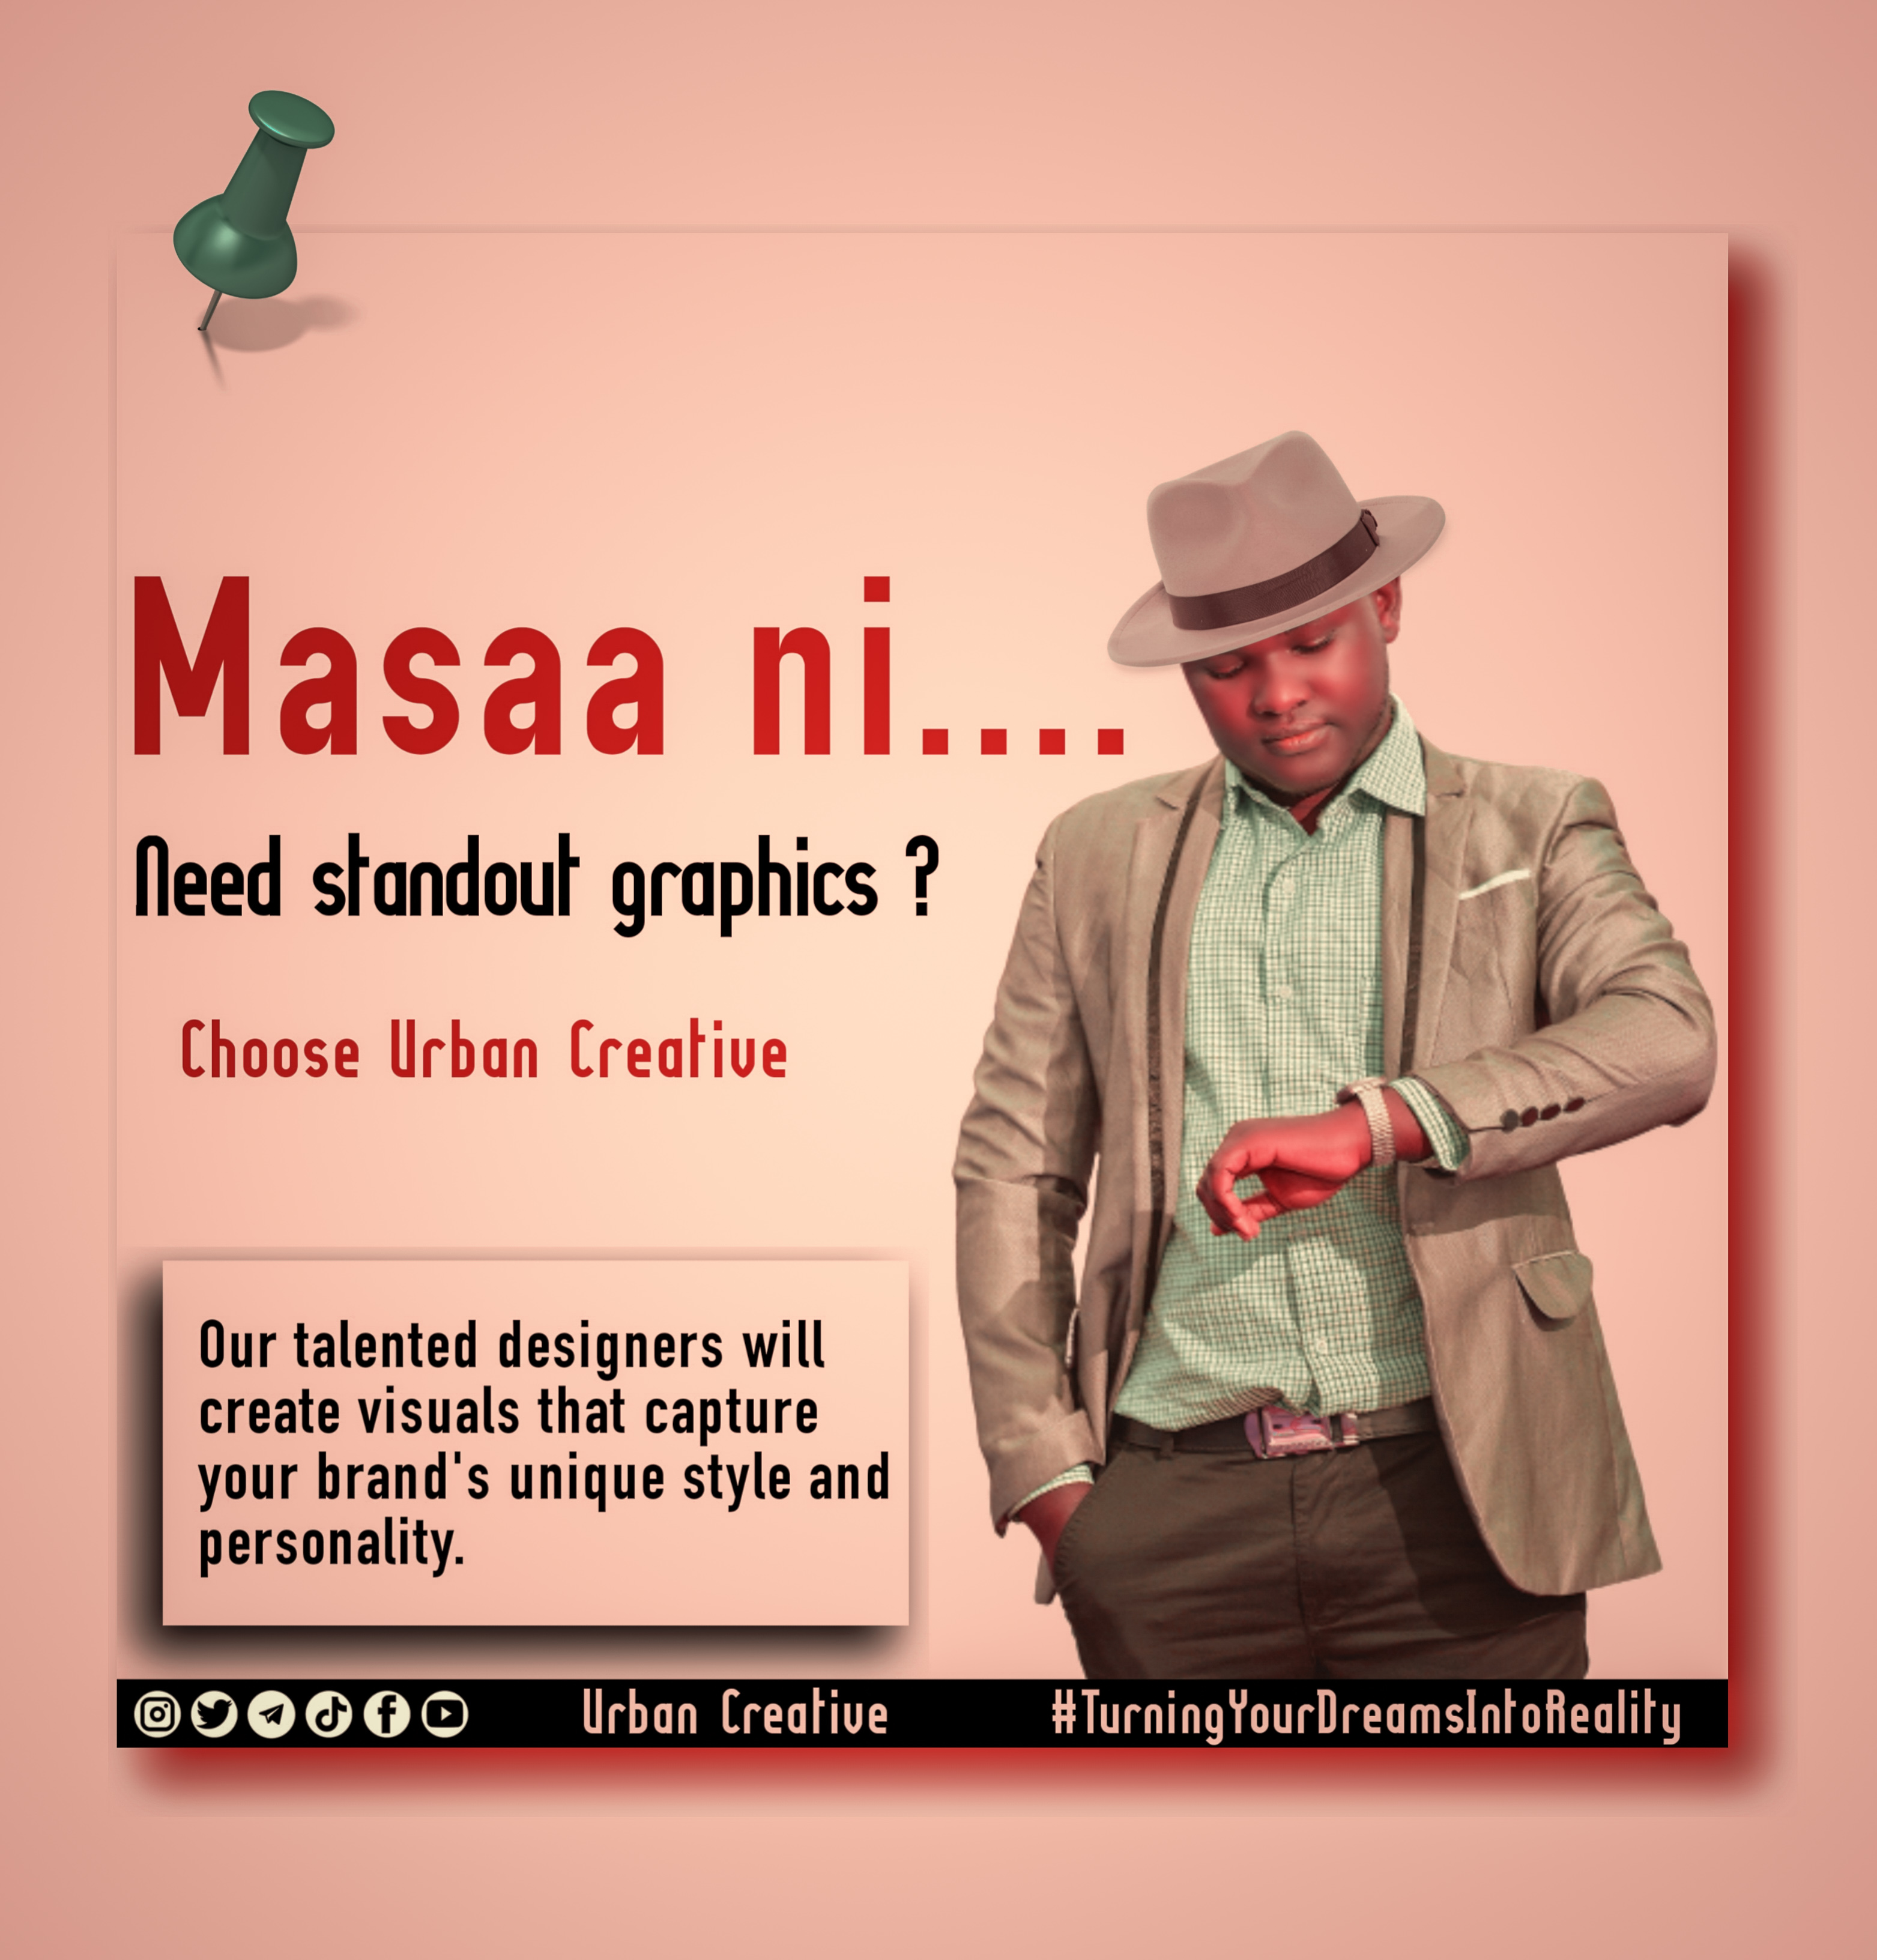 Masaa ni....
Need standout graphics ?
Choose Urban Creative
Our talented designers will
create visuals that capture
your brand's unique style and
personality.
Urban Creative
#TurningYourDreamsIntoReality